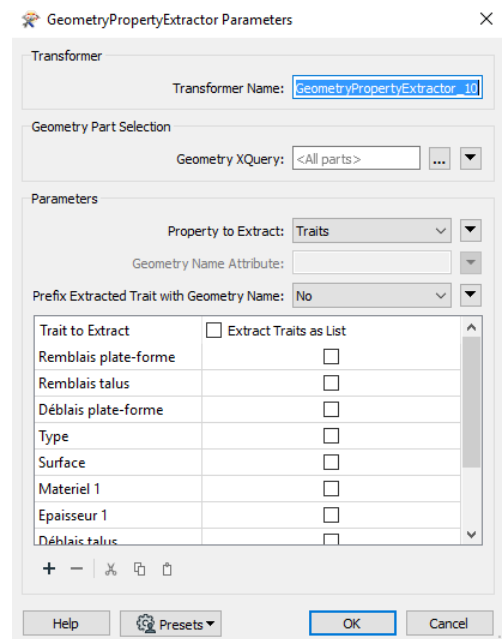 GeometryPropertyExtractor Parameters
Transformer
Transformer Name: GeometryPropertyExtractor_10
Geometry Part Selection
Geometry XQuery: <All parts> ...
Parameters
Property to Extract: Traits
Geometry Name Attribute:
Prefix Extracted Trait with Geometry Name: No
Trait to Extract Extract Traits as List
Remblais plate-forme
Remblais talus
Déblais plate-forme
Type
Surface
Materiel 1
Epaisseur 1
Déblais talus
Help Presets OK Cancel